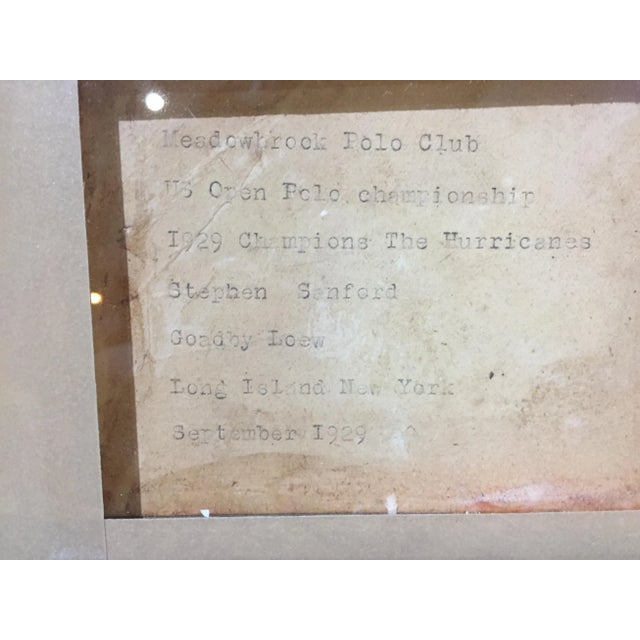 Meadowbrook Polo Club
US Open Polo championship
1929 Champions The Hurricanes
Stephen Sanford
Goadby Loew
Long Island New York
September 1929